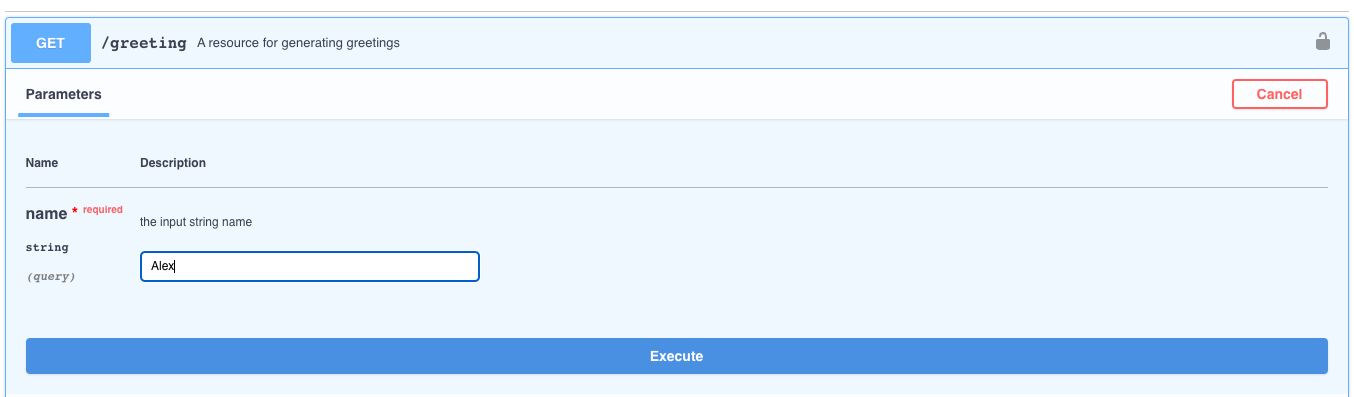 GET /greeting A resource for generating greetings
Parameters Cancel
Name Description
name * required
the input string name
string
Alex
(query)
Execute